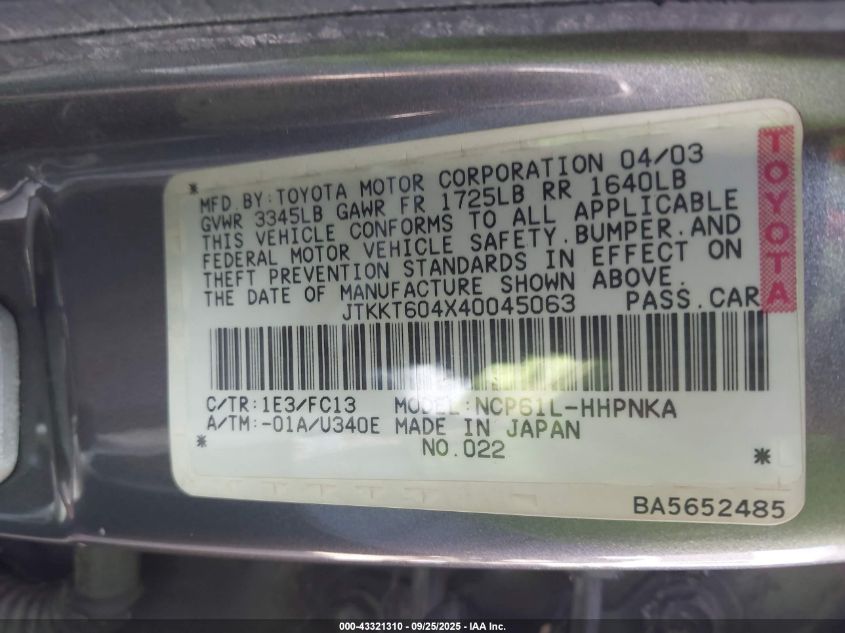 MFD.BY:TOYOTA MOTOR CORPORATION 04/03
GVWR 3345LB GAWR FR 1725LB RR 1640LB
THIS VEHICLE CONFORMS TO ALL APPLICABLE
FEDERAL MOTOR VEHICLE SAFETY.BUMPER.AND
THEFT PREVENTION STANDARDS IN EFFECT ON
THE DATE OF MANUFACTURE SHOWN ABOVE.
JTKKT604X40045063 PASS.CAR
TOYOTA
C/TR:1E3/FC13 MODEL:NCP61L-HHPNKA
A/TM:-01A/U340E MADE IN JAPAN
NO.022
BA5652485
000-43321310 - 09/25/2025 - IAA Inc.